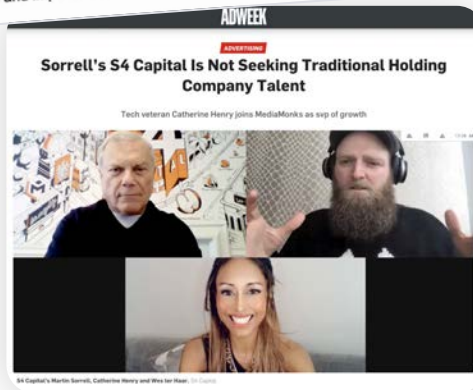 ADWEEK
ADVERTISING
Sorrell's S4 Capital Is Not Seeking Traditional Holding
Company Talent
Tech veteran Catherine Henry joins MediaMonks as svp of growth
S4 Capital's Martin Sorrell, Catherine Henry and Wes ter Haar. S4 Capital